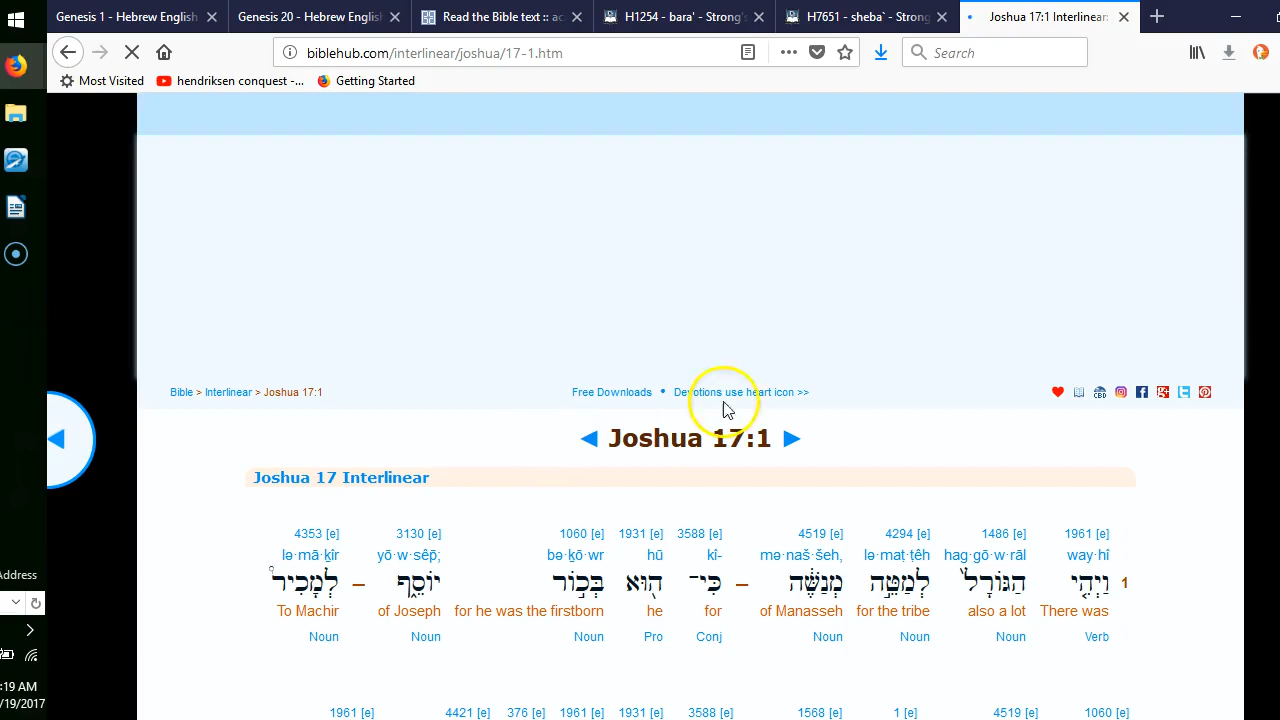 Genesis 1 - Hebrew English
Genesis 20 - Hebrew Englis
Read the Bible text :: ac
H1254 - bara' - Strong's
H7651 - sheba` - Strong
Joshua 17:1 Interlinear:
biblehub.com/interlinear/joshua/17-1.htm
Search
Most Visited
hendriksen conquest -...
Getting Started
Bible > Interlinear > Joshua 17:1
Free Downloads • Devotions use heart icon >>
Joshua 17:1
Joshua 17 Interlinear
4353 [e] 3130 [e] 1060 [e] 1931 [e] 3588 [e] 4519 [e] 4294 [e] 1486 [e] 1961 [e]
lə·mā·ḵîr yō·w·sêp̄; bə·ḵō·wr hū kî- mə·naš·šeh, lə·maṭ·ṭêh hag·gō·w·rāl way·hî
1 וַיְהִ֤י הַגּוֹרָל֙ לְמַטֵּ֣ה מְנַשֶּׁ֔ה – כִּי־ ה֖וּא בְּכ֣וֹר יוֹסֵ֑ף – לְמָכִיר֩
To Machir of Joseph for he was the firstborn he for of Manasseh for the tribe also a lot There was
Noun Noun Noun Pro Conj Noun Noun Noun Verb
1961 [e] 4421 [e] 376 [e] 1961 [e] 1931 [e] 3588 [e] 1568 [e] 1 [e] 4519 [e] 1060 [e]
Address
:19 AM
/19/2017